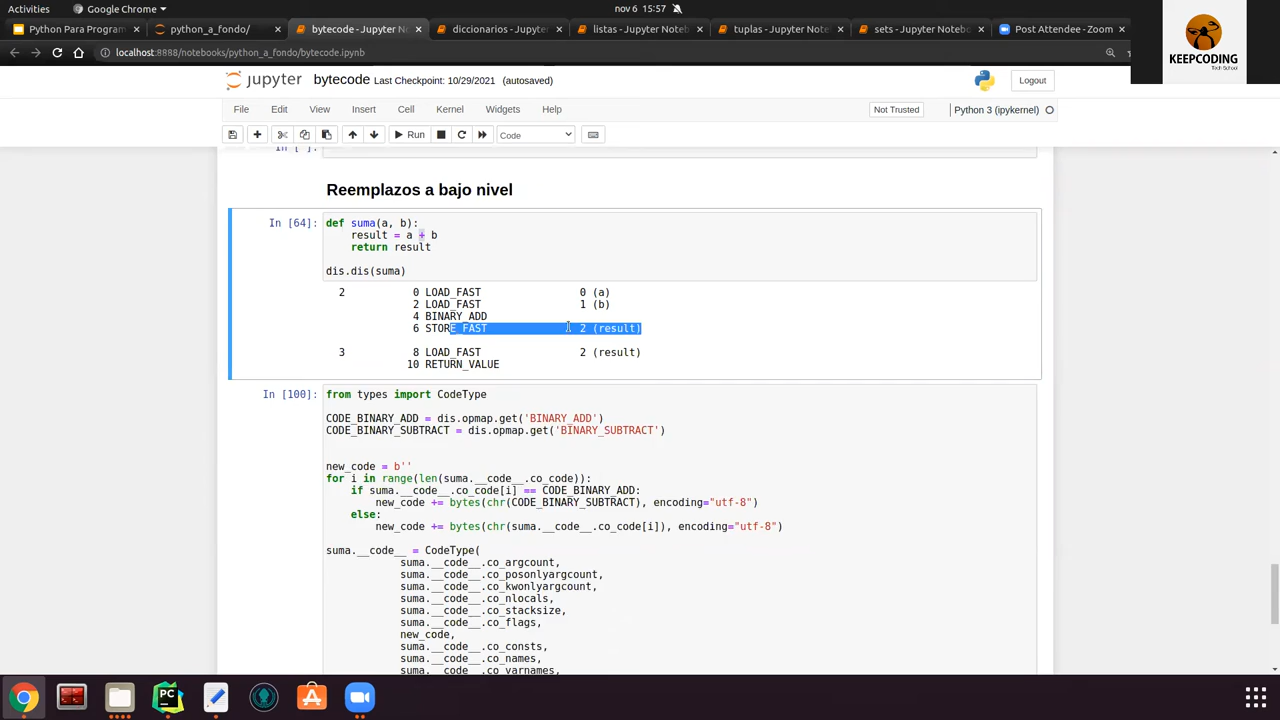 Activities Google Chrome nov 6 15:57
Python Para Program python_a_fondo/ bytecode - Jupyter N diccionarios - Jupyter listas - Jupyter Noteb tuplas - Jupyter Noteb sets - Jupyter Noteb Post Attendee - Zoom
localhost:8888/notebooks/python_a_fondo/bytecode.ipynb
KEEPCODING
Tech School
jupyter bytecode Last Checkpoint: 10/29/2021 (autosaved) Logout
File Edit View Insert Cell Kernel Widgets Help Not Trusted Python 3 (ipykernel)
Run Code
In [ ]:
Reemplazos a bajo nivel
In [64]: def suma(a, b):
result = a + b
return result
dis.dis(suma)
2 0 LOAD_FAST 0 (a)
2 LOAD_FAST 1 (b)
4 BINARY_ADD
6 STORE_FAST 2 (result)
3 8 LOAD_FAST 2 (result)
10 RETURN_VALUE
In [100]: from types import CodeType
CODE_BINARY_ADD = dis.opmap.get('BINARY_ADD')
CODE_BINARY_SUBTRACT = dis.opmap.get('BINARY_SUBTRACT')
new_code = b''
for i in range(len(suma.__code__.co_code)):
if suma.__code__.co_code[i] == CODE_BINARY_ADD:
new_code += bytes(chr(CODE_BINARY_SUBTRACT), encoding="utf-8")
else:
new_code += bytes(chr(suma.__code__.co_code[i]), encoding="utf-8")
suma.__code__ = CodeType(
suma.__code__.co_argcount,
suma.__code__.co_posonlyargcount,
suma.__code__.co_kwonlyargcount,
suma.__code__.co_nlocals,
suma.__code__.co_stacksize,
suma.__code__.co_flags,
new_code,
suma.__code__.co_consts,
suma.__code__.co_names,
suma.__code__.co_varnames,
PC